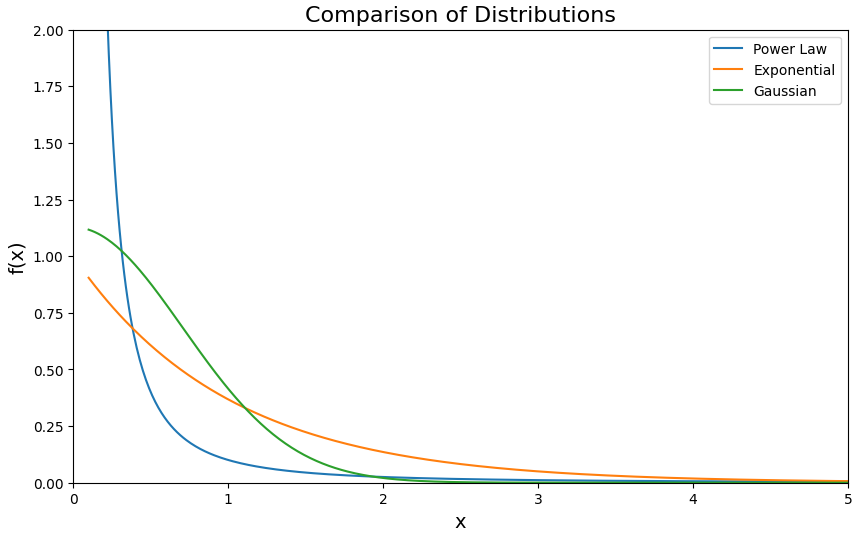 Comparison of Distributions
2.00
1.75
1.50
1.25
1.00
0.75
0.50
0.25
0.00
f(x)
Power Law
Exponential
Gaussian
0 1 2 3 4 5
x